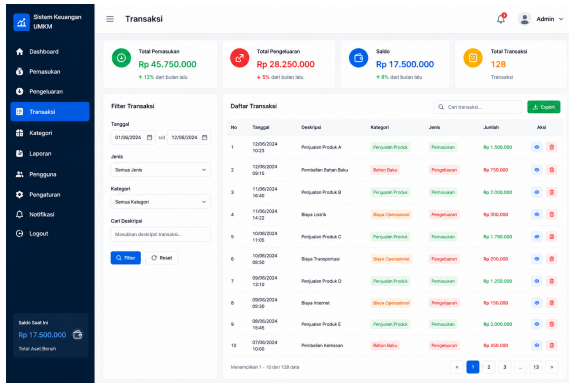 Sistem Keuangan
UMKM
Dashboard
Pemasukan
Pengeluaran
Transaksi
Kategori
Laporan
Pengguna
Pengaturan
Notifikasi
Logout
Saldo Saat Ini
Rp 17.500.000
Total Aset Bersih
Transaksi
Admin
Total Pemasukan
Rp 45.750.000
+ 12% dari bulan lalu
Total Pengeluaran
Rp 28.250.000
+ 5% dari bulan lalu
Saldo
Rp 17.500.000
+ 8% dari bulan lalu
Total Transaksi
128
Transaksi
Filter Transaksi
Tanggal
01/06/2024 s/d 12/06/2024
Jenis
Semua Jenis
Kategori
Semua Kategori
Cari Deskripsi
Masukkan deskripsi transaksi...
Filter Reset
Daftar Transaksi
Cari transaksi...
Export
No Tanggal Deskripsi Kategori Jenis Jumlah Aksi
1 12/06/2024 10:23 Penjualan Produk A Penjualan Produk Pemasukan Rp 1.500.000
2 12/06/2024 09:15 Pembelian Bahan Baku Bahan Baku Pengeluaran Rp 750.000
3 11/06/2024 16:40 Penjualan Produk B Penjualan Produk Pemasukan Rp 2.000.000
4 11/06/2024 14:22 Biaya Listrik Biaya Operasional Pengeluaran Rp 300.000
5 10/06/2024 11:05 Penjualan Produk C Penjualan Produk Pemasukan Rp 1.750.000
6 10/06/2024 08:50 Biaya Transportasi Biaya Operasional Pengeluaran Rp 200.000
7 09/06/2024 13:10 Penjualan Produk D Penjualan Produk Pemasukan Rp 1.250.000
8 09/06/2024 09:30 Biaya Internet Biaya Operasional Pengeluaran Rp 150.000
9 08/06/2024 15:45 Penjualan Produk E Penjualan Produk Pemasukan Rp 2.000.000
10 07/06/2024 10:00 Pembelian Kemasan Bahan Baku Pengeluaran Rp 450.000
Menampilkan 1 - 10 dari 128 data
« 1 2 3 ... 13 »